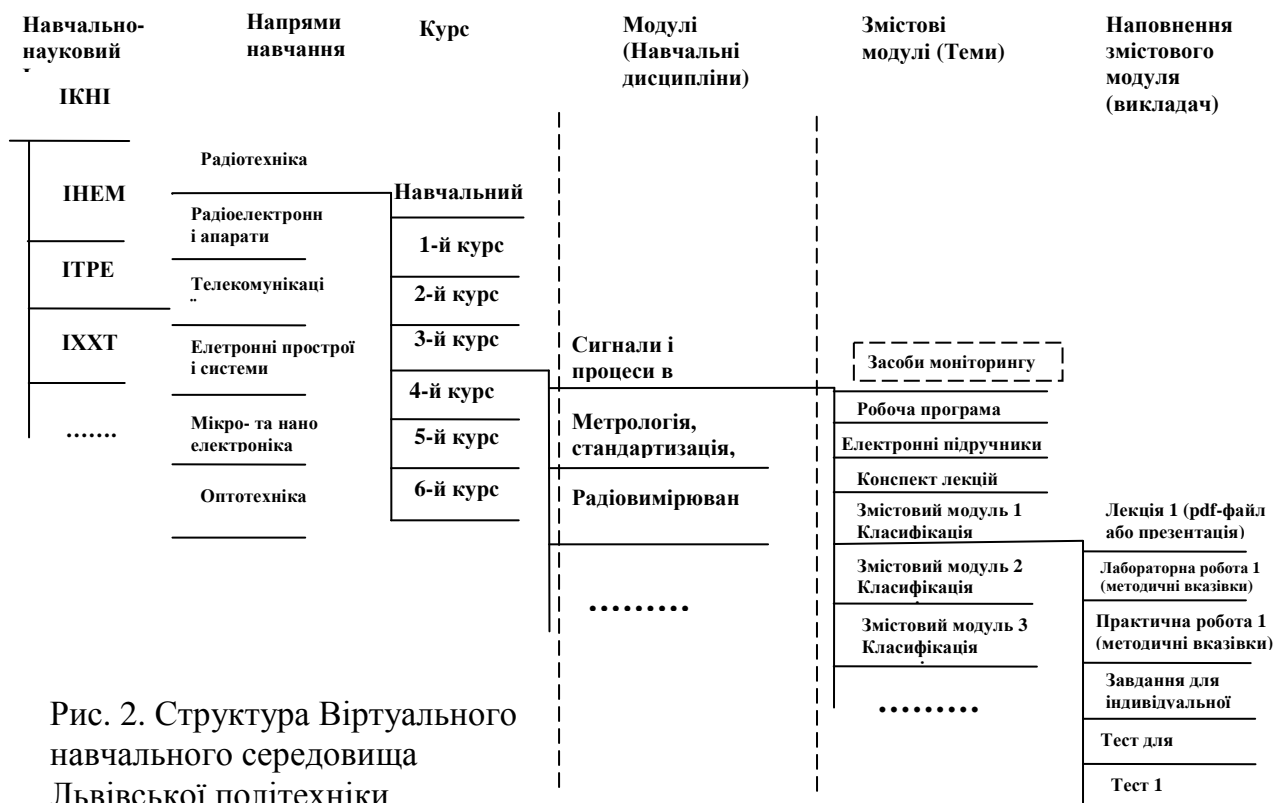 Навчально-
науковий
Напрями
навчання
Курс
Модулі
(Навчальні
дисципліни)
Змістові
модулі (Теми)
Наповнення
змістового
модуля
(викладач)
ІКНІ
ІНЕМ
ІТРЕ
ІХХТ
.......
Радіотехніка
Радіоелектронн
і апарати
Телекомунікаці
Елетронні прострої
і системи
Мікро- та нано
електроніка
Оптотехніка
Навчальний
1-й курс
2-й курс
3-й курс
4-й курс
5-й курс
6-й курс
Сигнали і
процеси в
Метрологія,
стандартизація,
Радіовимірюван
.........
Засоби моніторингу
Робоча програма
Електронні підручники
Конспект лекцій
Змістовий модуль 1
Класифікація
Змістовий модуль 2
Класифікація
Змістовий модуль 3
Класифікація
.........
Лекція 1 (pdf-файл
або презентація)
Лабораторна робота 1
(методичні вказівки)
Практична робота 1
(методичні вказівки)
Завдання для
індивідуальної
Тест для
Тест 1
Рис. 2. Структура Віртуального
навчального середовища
Львівської політехніки